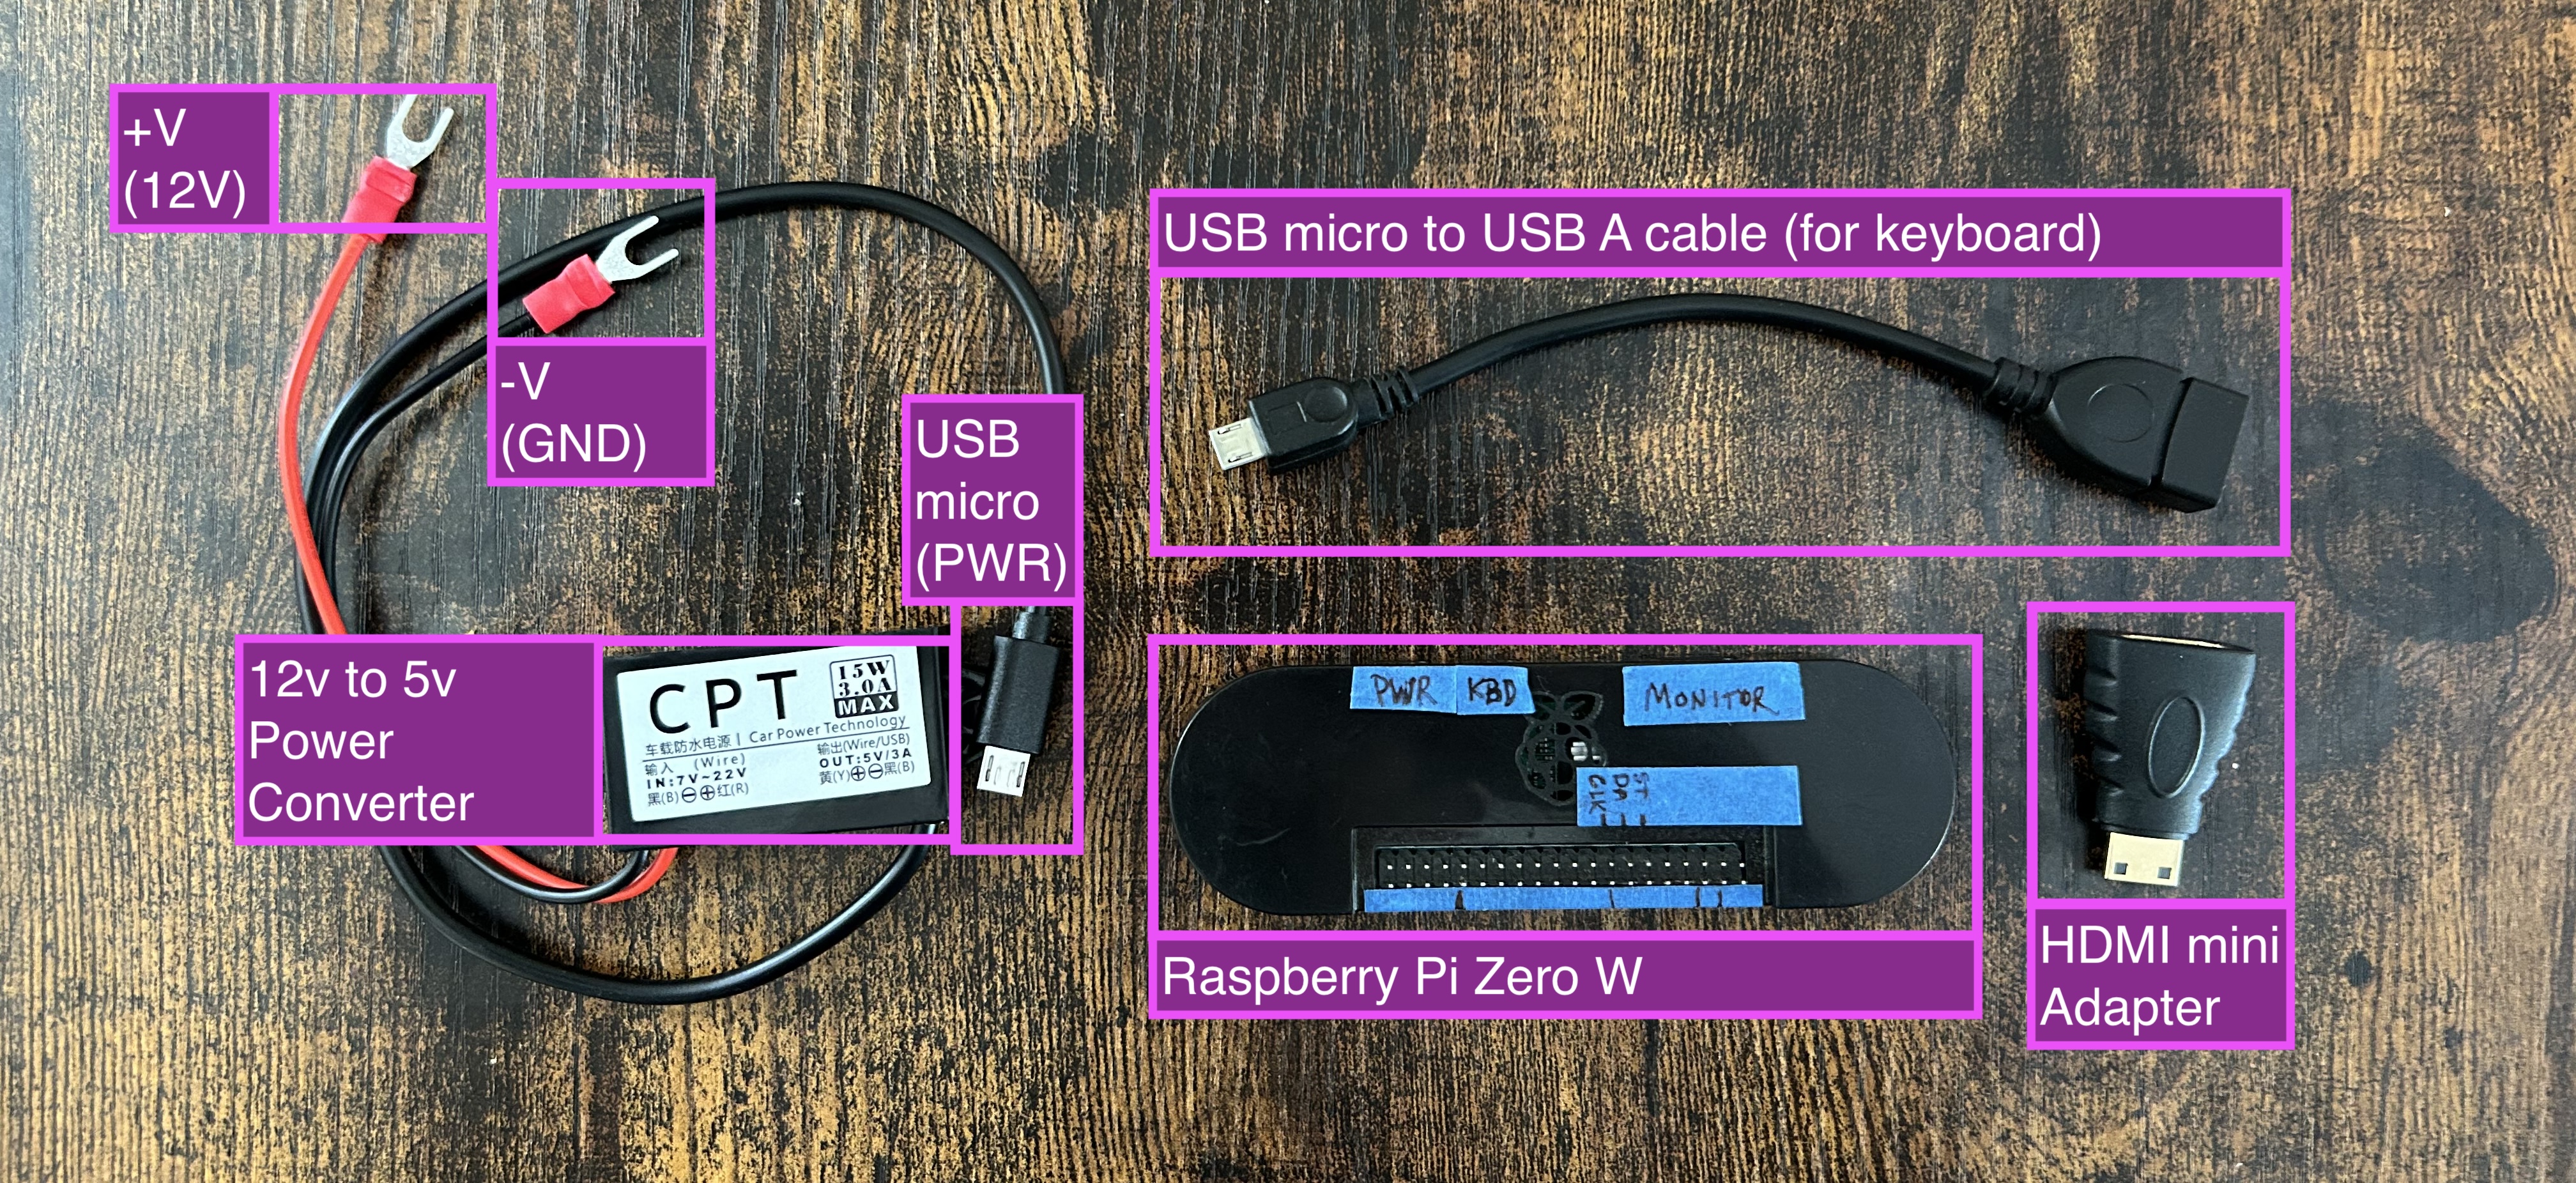 +V
(12V)
-V
(GND)
USB
micro
(PWR)
12v to 5v
Power
Converter
CPT
15W
3.0A
MAX
车载防水电源 | Car Power Technology
输入 (Wire)
IN:7V~22V
黑(B)⊖⊕红(R)
输出(Wire/USB)
OUT:5V/3A
黄(Y)⊕⊖黑(B)
USB micro to USB A cable (for keyboard)
PWR
KBD
MONITOR
ST
DA
CLK
Raspberry Pi Zero W
HDMI mini
Adapter